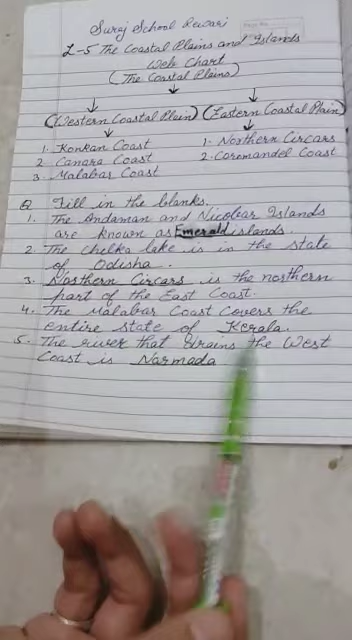 Suraj School Rewari
L-5 The Coastal Plains and Islands
Web Chart
(The Coastal Plains)
(Western Coastal Plain) (Eastern Coastal Plain)
1. Konkan Coast 1. Northern Circars
2. Canara Coast 2. Coromandel Coast
3. Malabar Coast
Q Fill in the blanks.
1. The Andaman and Nicobar Islands
are known as Emerald islands.
2. The chelka lake is in the state
of Odisha.
3. Northern Circars is the northern
part of the East Coast.
4. The Malabar Coast covers the
entire state of Kerala.
5. The river that drains the West
Coast is Narmada